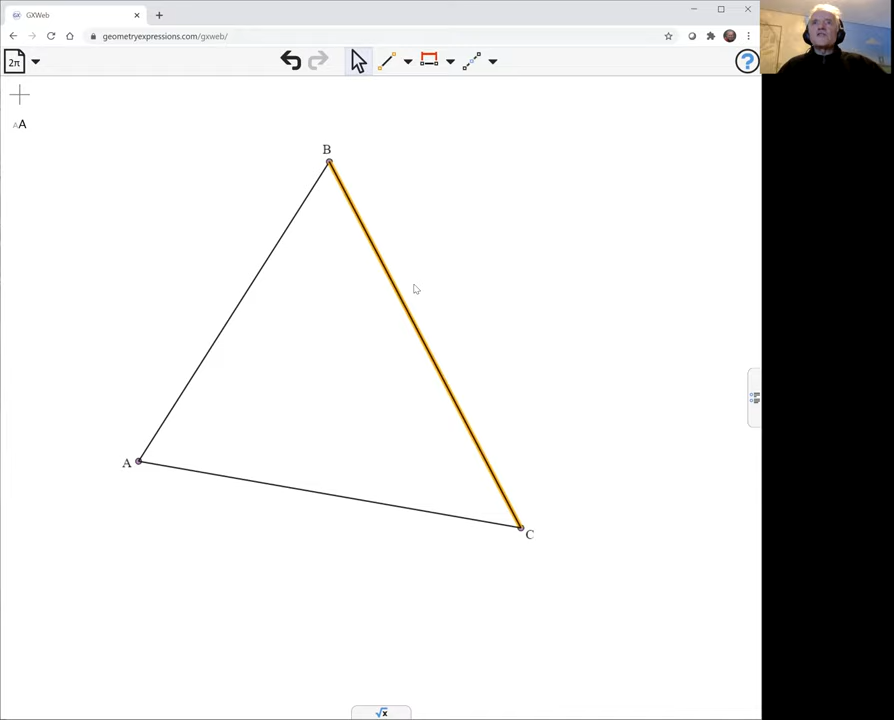 GXWeb
geometryexpressions.com/gxweb/
2π
?
AA
B
A
C
√x